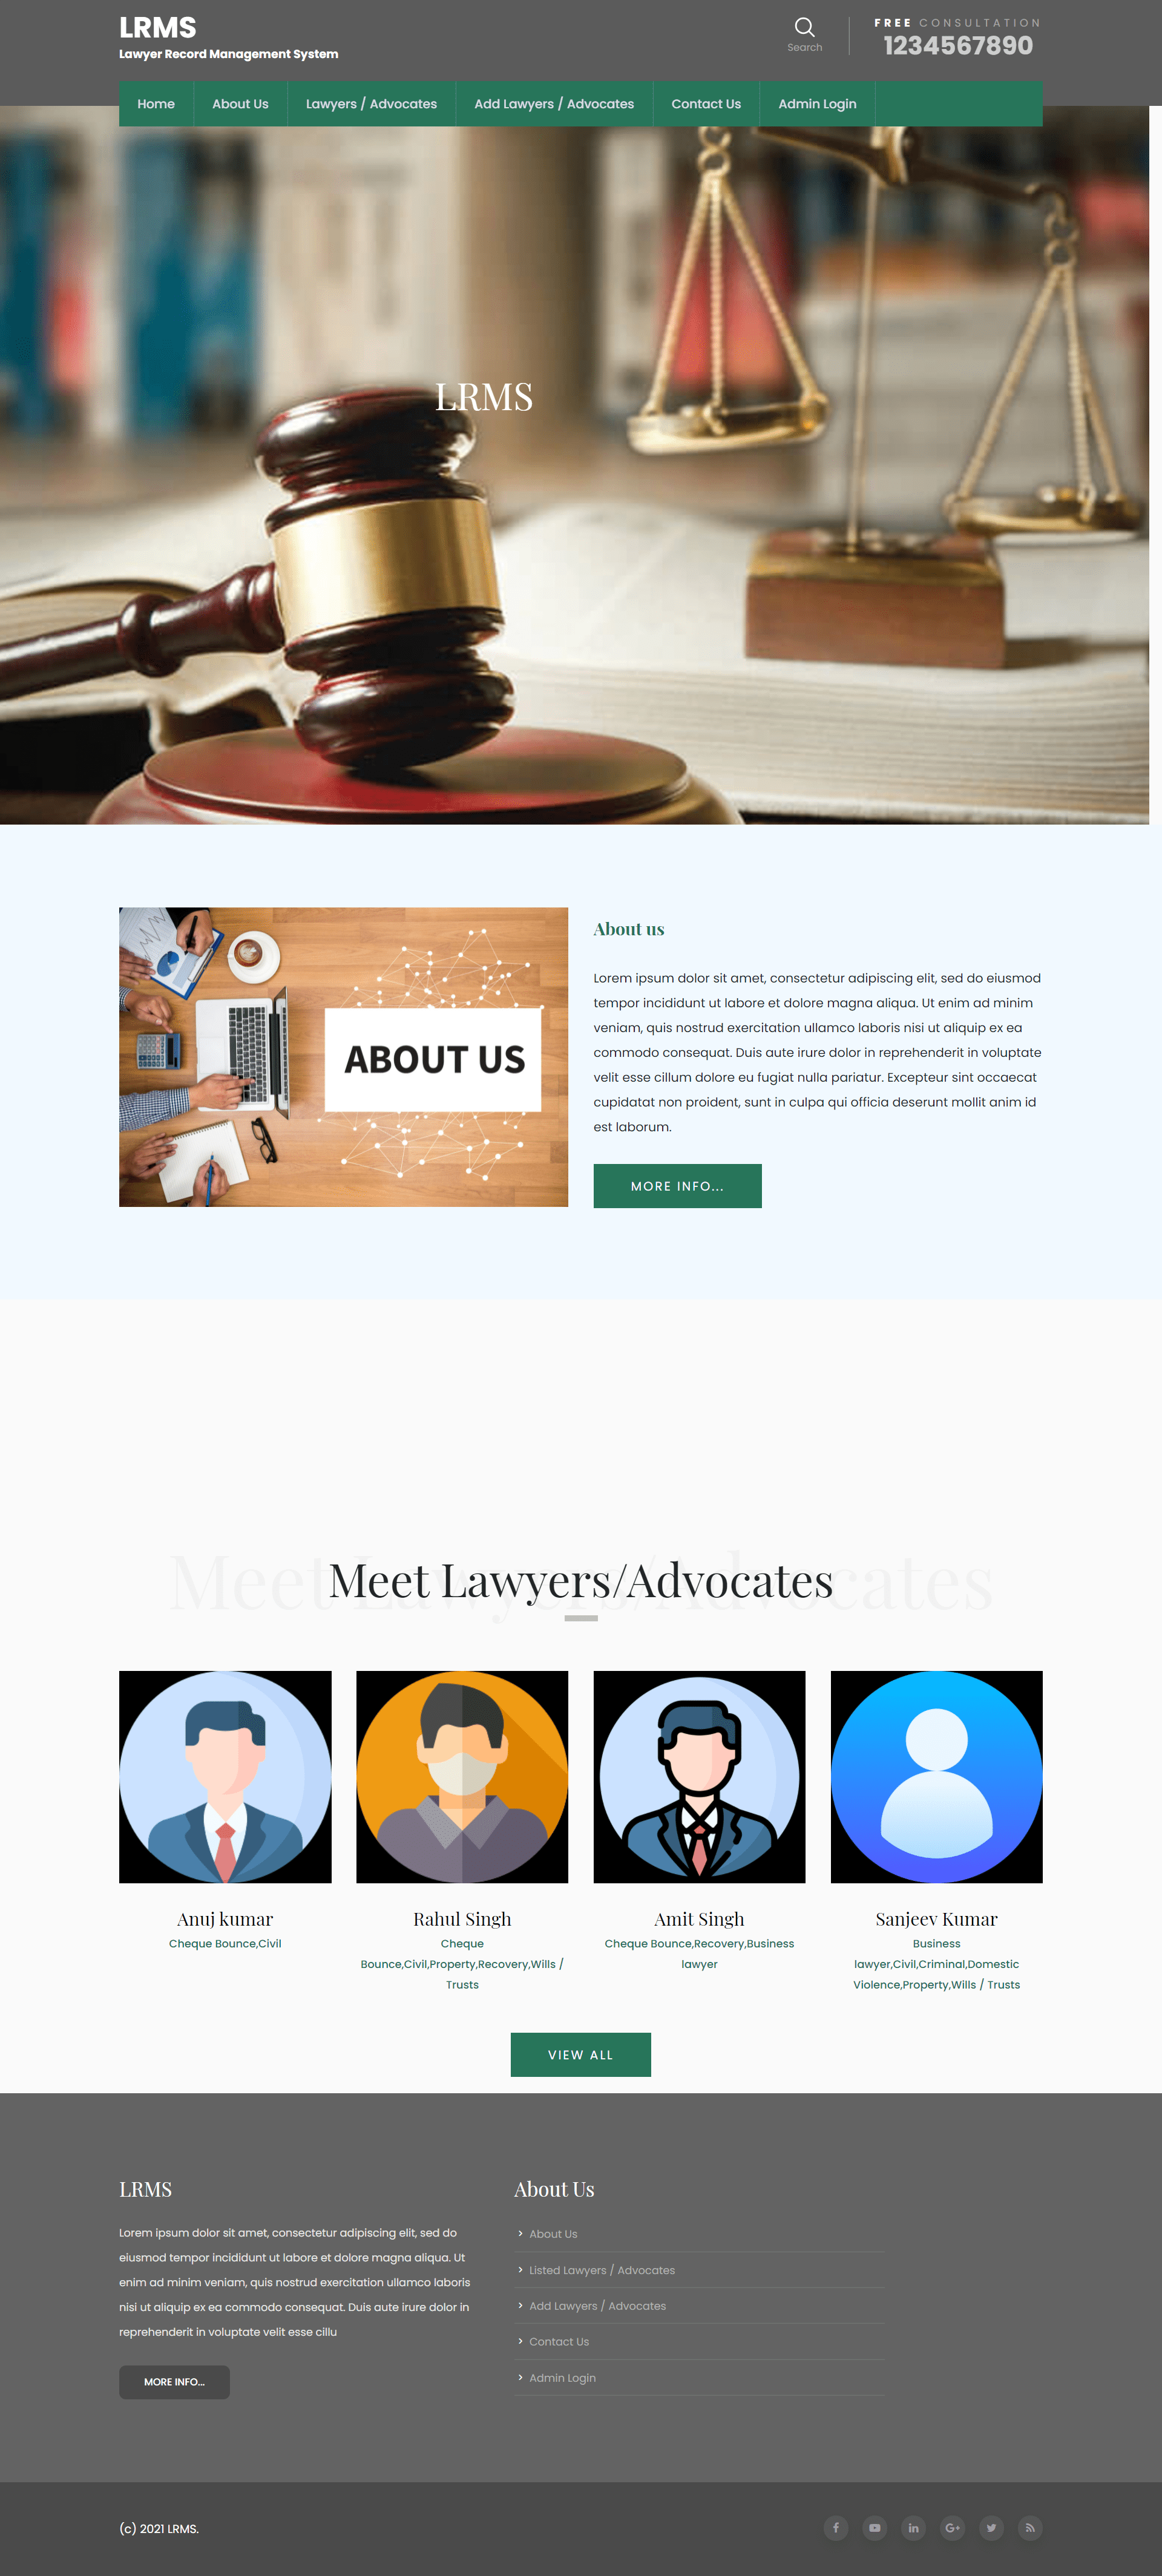 LRMS
Lawyer Record Management System
Search
FREE CONSULTATION
1234567890
Home
About Us
Lawyers / Advocates
Add Lawyers / Advocates
Contact Us
Admin Login
LRMS
ABOUT US
About us
Lorem ipsum dolor sit amet, consectetur adipiscing elit, sed do eiusmod
tempor incididunt ut labore et dolore magna aliqua. Ut enim ad minim
veniam, quis nostrud exercitation ullamco laboris nisi ut aliquip ex ea
commodo consequat. Duis aute irure dolor in reprehenderit in voluptate
velit esse cillum dolore eu fugiat nulla pariatur. Excepteur sint occaecat
cupidatat non proident, sunt in culpa qui officia deserunt mollit anim id
est laborum.
MORE INFO...
Meet Lawyers/Advocates
Meet Lawyers/Advocates
Anuj kumar
Cheque Bounce,Civil
Rahul Singh
Cheque
Bounce,Civil,Property,Recovery,Wills /
Trusts
Amit Singh
Cheque Bounce,Recovery,Business
lawyer
Sanjeev Kumar
Business
lawyer,Civil,Criminal,Domestic
Violence,Property,Wills / Trusts
VIEW ALL
LRMS
Lorem ipsum dolor sit amet, consectetur adipiscing elit, sed do
eiusmod tempor incididunt ut labore et dolore magna aliqua. Ut
enim ad minim veniam, quis nostrud exercitation ullamco laboris
nisi ut aliquip ex ea commodo consequat. Duis aute irure dolor in
reprehenderit in voluptate velit esse cillu
MORE INFO...
About Us
About Us
Listed Lawyers / Advocates
Add Lawyers / Advocates
Contact Us
Admin Login
(c) 2021 LRMS.